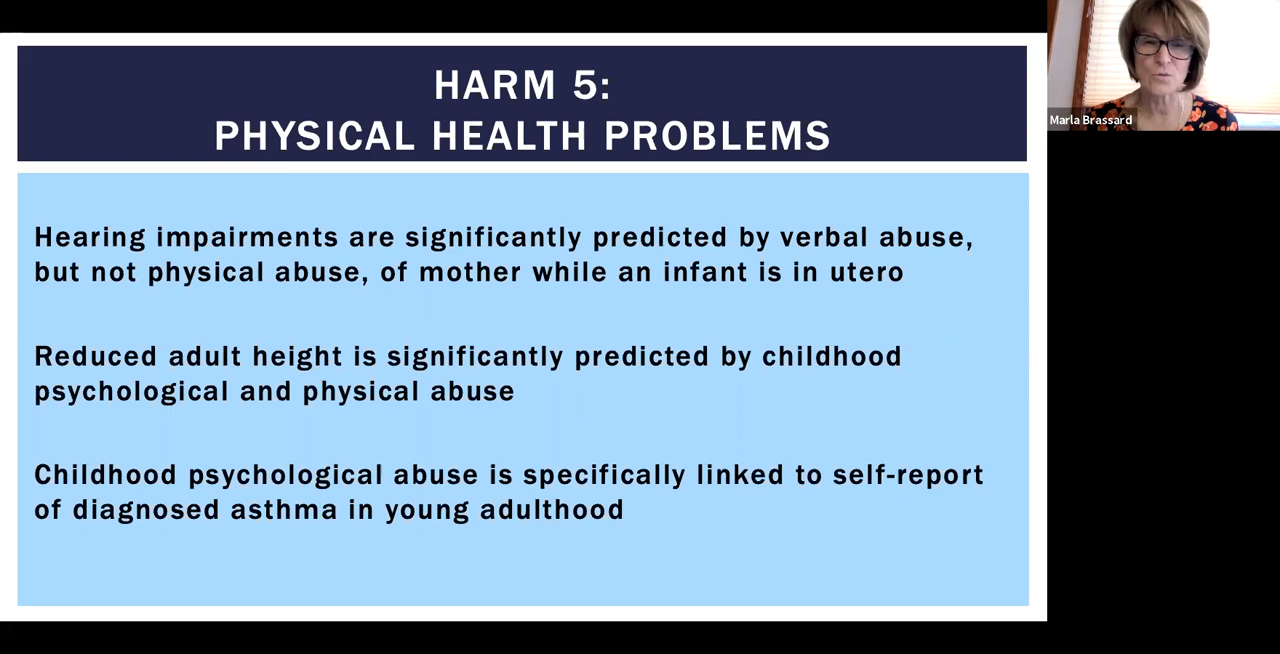 HARM 5:
PHYSICAL HEALTH PROBLEMS
Marla Brassard
Hearing impairments are significantly predicted by verbal abuse,
but not physical abuse, of mother while an infant is in utero
Reduced adult height is significantly predicted by childhood
psychological and physical abuse
Childhood psychological abuse is specifically linked to self-report
of diagnosed asthma in young adulthood